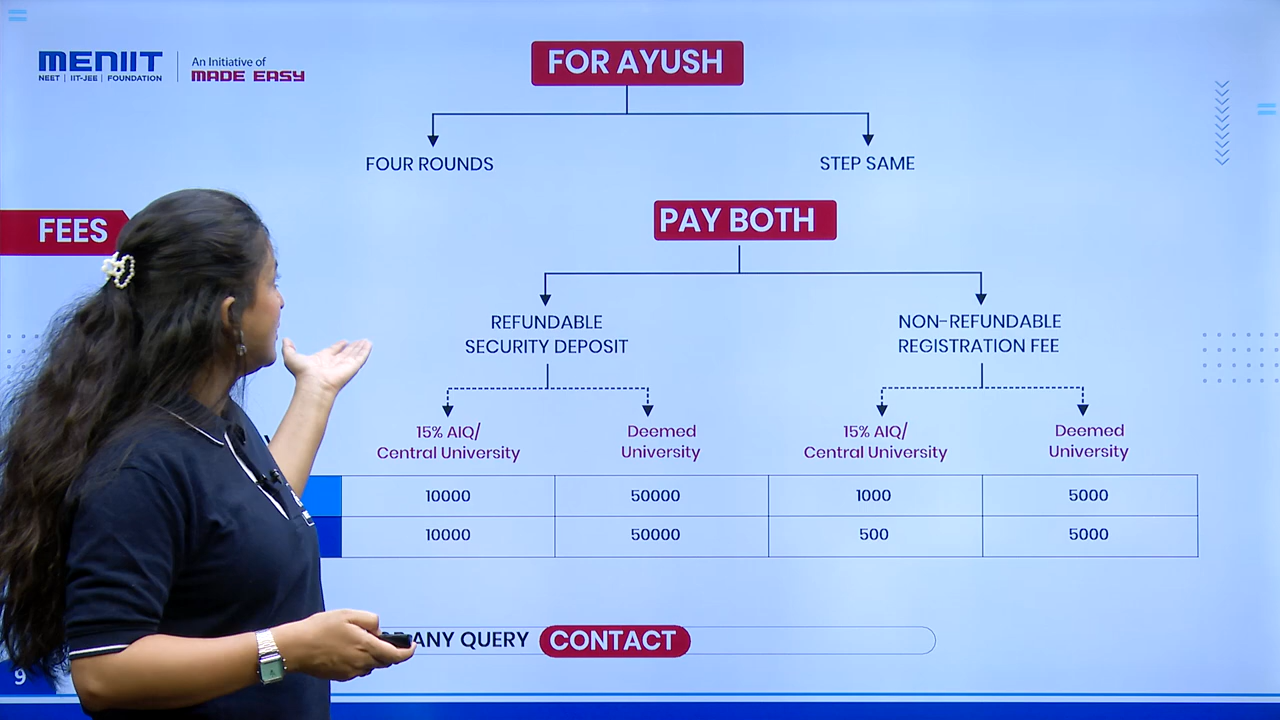 MENIIT
NEET | IIT-JEE | FOUNDATION
An Initiative of
MADE EASY
FOR AYUSH
FOUR ROUNDS
STEP SAME
FEES
PAY BOTH
REFUNDABLE
SECURITY DEPOSIT
NON-REFUNDABLE
REGISTRATION FEE
15% AIQ/
Central University
Deemed
University
15% AIQ/
Central University
Deemed
University
10000 50000 1000 5000
10000 50000 500 5000
ANY QUERY CONTACT
9